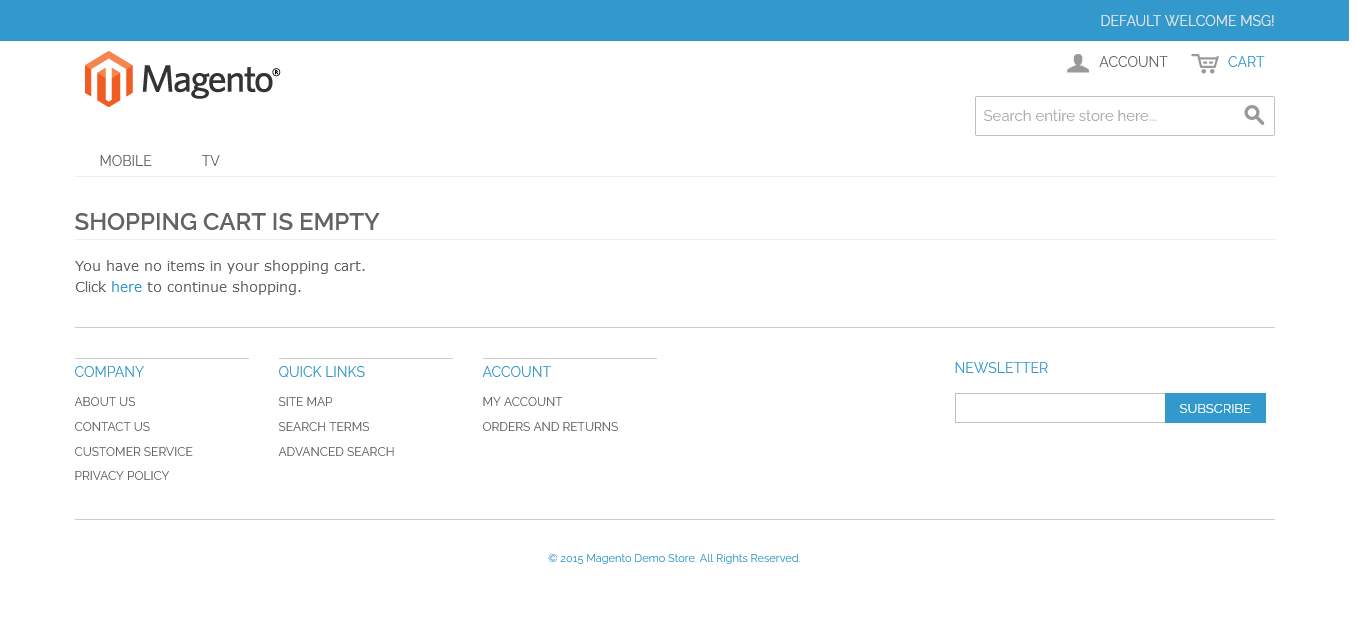 DEFAULT WELCOME MSG!
Magento®
ACCOUNT CART
Search entire store here...
MOBILE TV
SHOPPING CART IS EMPTY
You have no items in your shopping cart.
Click here to continue shopping.
COMPANY
ABOUT US
CONTACT US
CUSTOMER SERVICE
PRIVACY POLICY
QUICK LINKS
SITE MAP
SEARCH TERMS
ADVANCED SEARCH
ACCOUNT
MY ACCOUNT
ORDERS AND RETURNS
NEWSLETTER
SUBSCRIBE
© 2015 Magento Demo Store. All Rights Reserved.